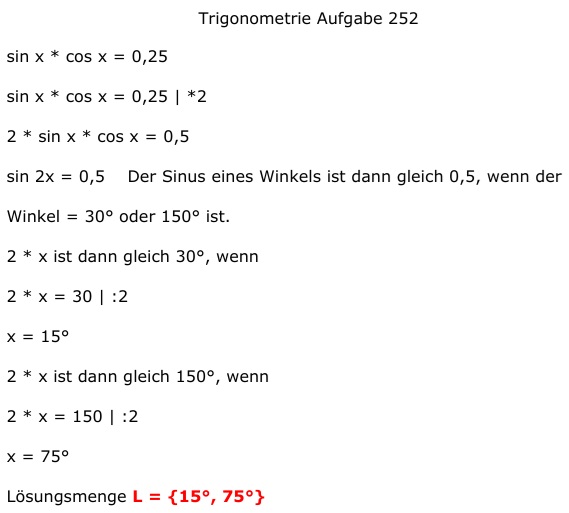 Trigonometrie Aufgabe 252
sin x * cos x = 0,25
sin x * cos x = 0,25 | *2
2 * sin x * cos x = 0,5
sin 2x = 0,5 Der Sinus eines Winkels ist dann gleich 0,5, wenn der
Winkel = 30° oder 150° ist.
2 * x ist dann gleich 30°, wenn
2 * x = 30 | :2
x = 15°
2 * x ist dann gleich 150°, wenn
2 * x = 150 | :2
x = 75°
Lösungsmenge L = {15°, 75°}